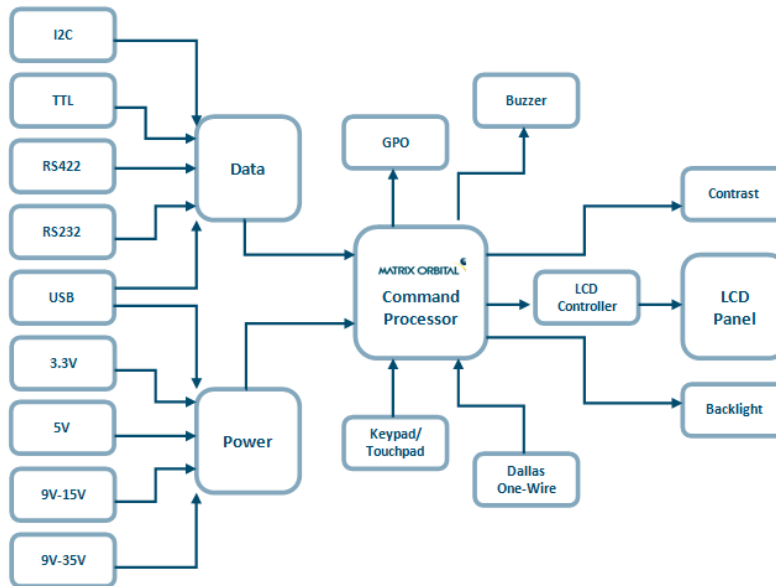 I2C
TTL
RS422
RS232
USB
3.3V
5V
9V-15V
9V-35V
Data
Power
GPO
Buzzer
MATRIX ORBITAL
Command
Processor
Keypad/
Touchpad
Dallas
One-Wire
LCD
Controller
Contrast
LCD
Panel
Backlight